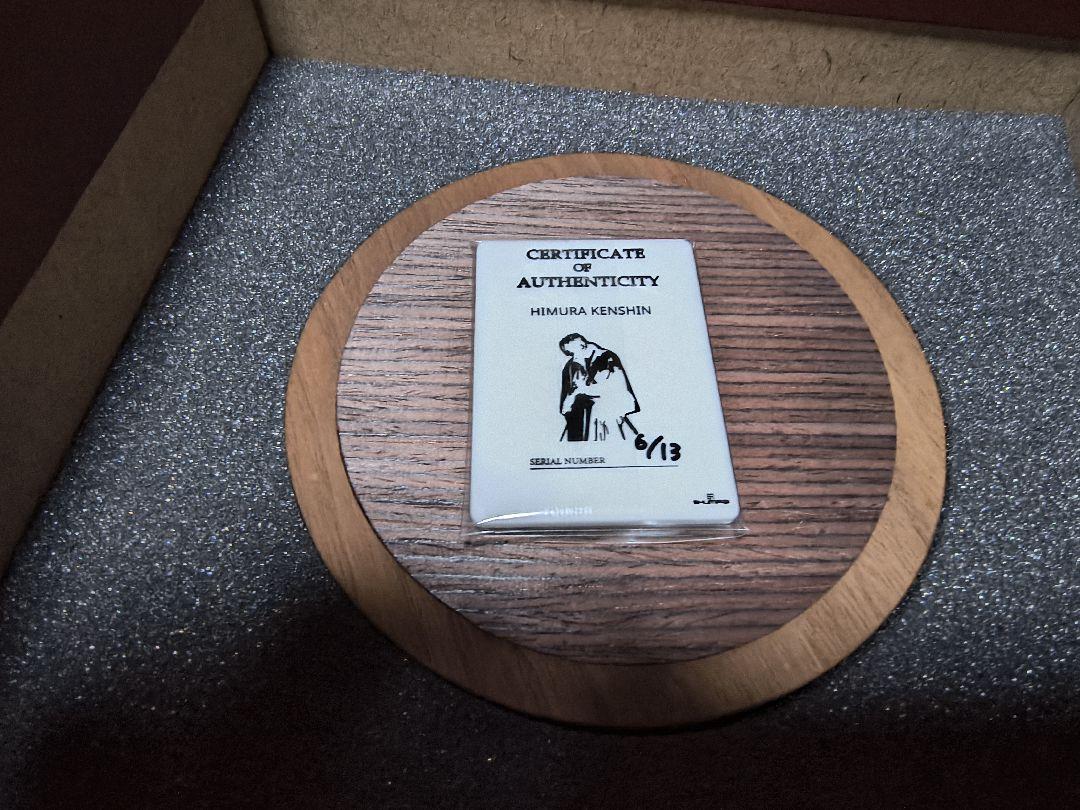 CERTIFICATE
OF
AUTHENTICITY
HIMURA KENSHIN
6/13
SERIAL NUMBER